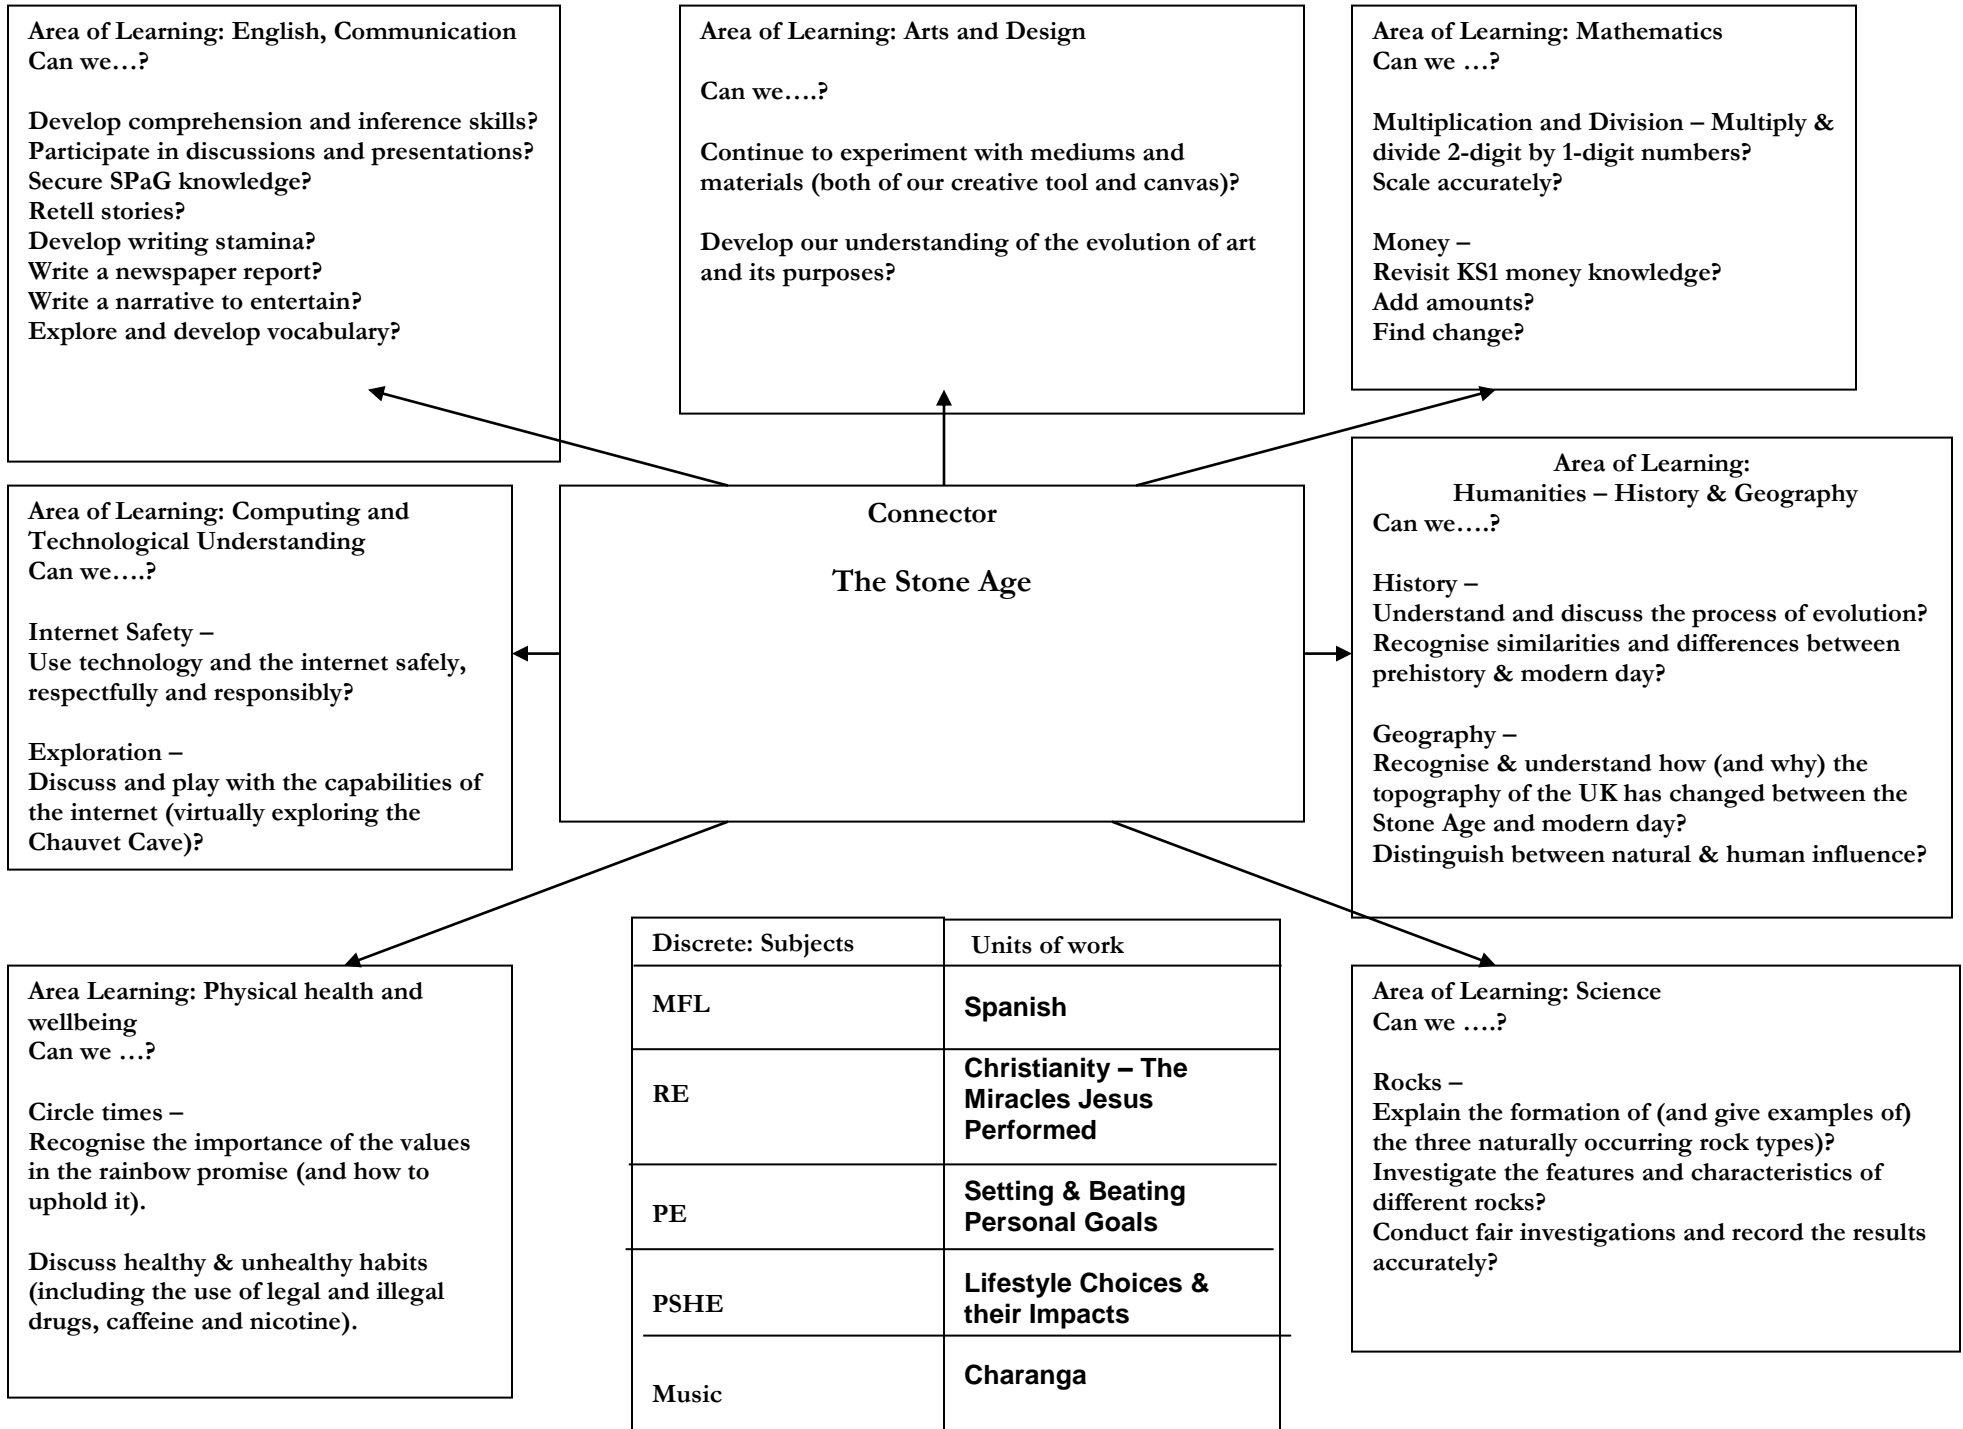 Area of Learning: English, Communication
Can we…?
Develop comprehension and inference skills?
Participate in discussions and presentations?
Secure SPaG knowledge?
Retell stories?
Develop writing stamina?
Write a newspaper report?
Write a narrative to entertain?
Explore and develop vocabulary?
Area of Learning: Arts and Design
Can we….?
Continue to experiment with mediums and
materials (both of our creative tool and canvas)?
Develop our understanding of the evolution of art
and its purposes?
Area of Learning: Mathematics
Can we …?
Multiplication and Division – Multiply &
divide 2-digit by 1-digit numbers?
Scale accurately?
Money –
Revisit KS1 money knowledge?
Add amounts?
Find change?
Area of Learning: Computing and
Technological Understanding
Can we….?
Internet Safety –
Use technology and the internet safely,
respectfully and responsibly?
Exploration –
Discuss and play with the capabilities of
the internet (virtually exploring the
Chauvet Cave)?
Connector
The Stone Age
Area of Learning:
Humanities – History & Geography
Can we….?
History –
Understand and discuss the process of evolution?
Recognise similarities and differences between
prehistory & modern day?
Geography –
Recognise & understand how (and why) the
topography of the UK has changed between the
Stone Age and modern day?
Distinguish between natural & human influence?
Area Learning: Physical health and
wellbeing
Can we …?
Circle times –
Recognise the importance of the values
in the rainbow promise (and how to
uphold it).
Discuss healthy & unhealthy habits
(including the use of legal and illegal
drugs, caffeine and nicotine).
Discrete: Subjects
Units of work
MFL
Spanish
RE
Christianity – The
Miracles Jesus
Performed
PE
Setting & Beating
Personal Goals
PSHE
Lifestyle Choices &
their Impacts
Music
Charanga
Area of Learning: Science
Can we ….?
Rocks –
Explain the formation of (and give examples of)
the three naturally occurring rock types)?
Investigate the features and characteristics of
different rocks?
Conduct fair investigations and record the results
accurately?